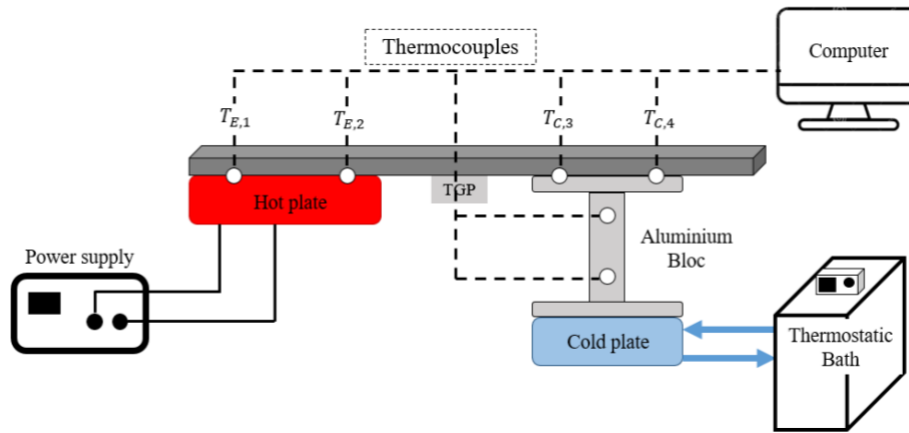 Thermocouples
Computer
T_{E,1}
T_{E,2}
T_{C,3}
T_{C,4}
TGP
Hot plate
Power supply
Aluminium
Bloc
Cold plate
Thermostatic
Bath